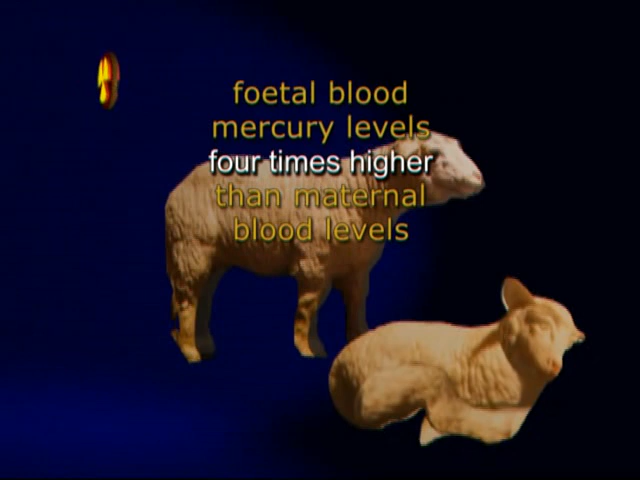 foetal blood
mercury levels
four times higher
than maternal
blood levels